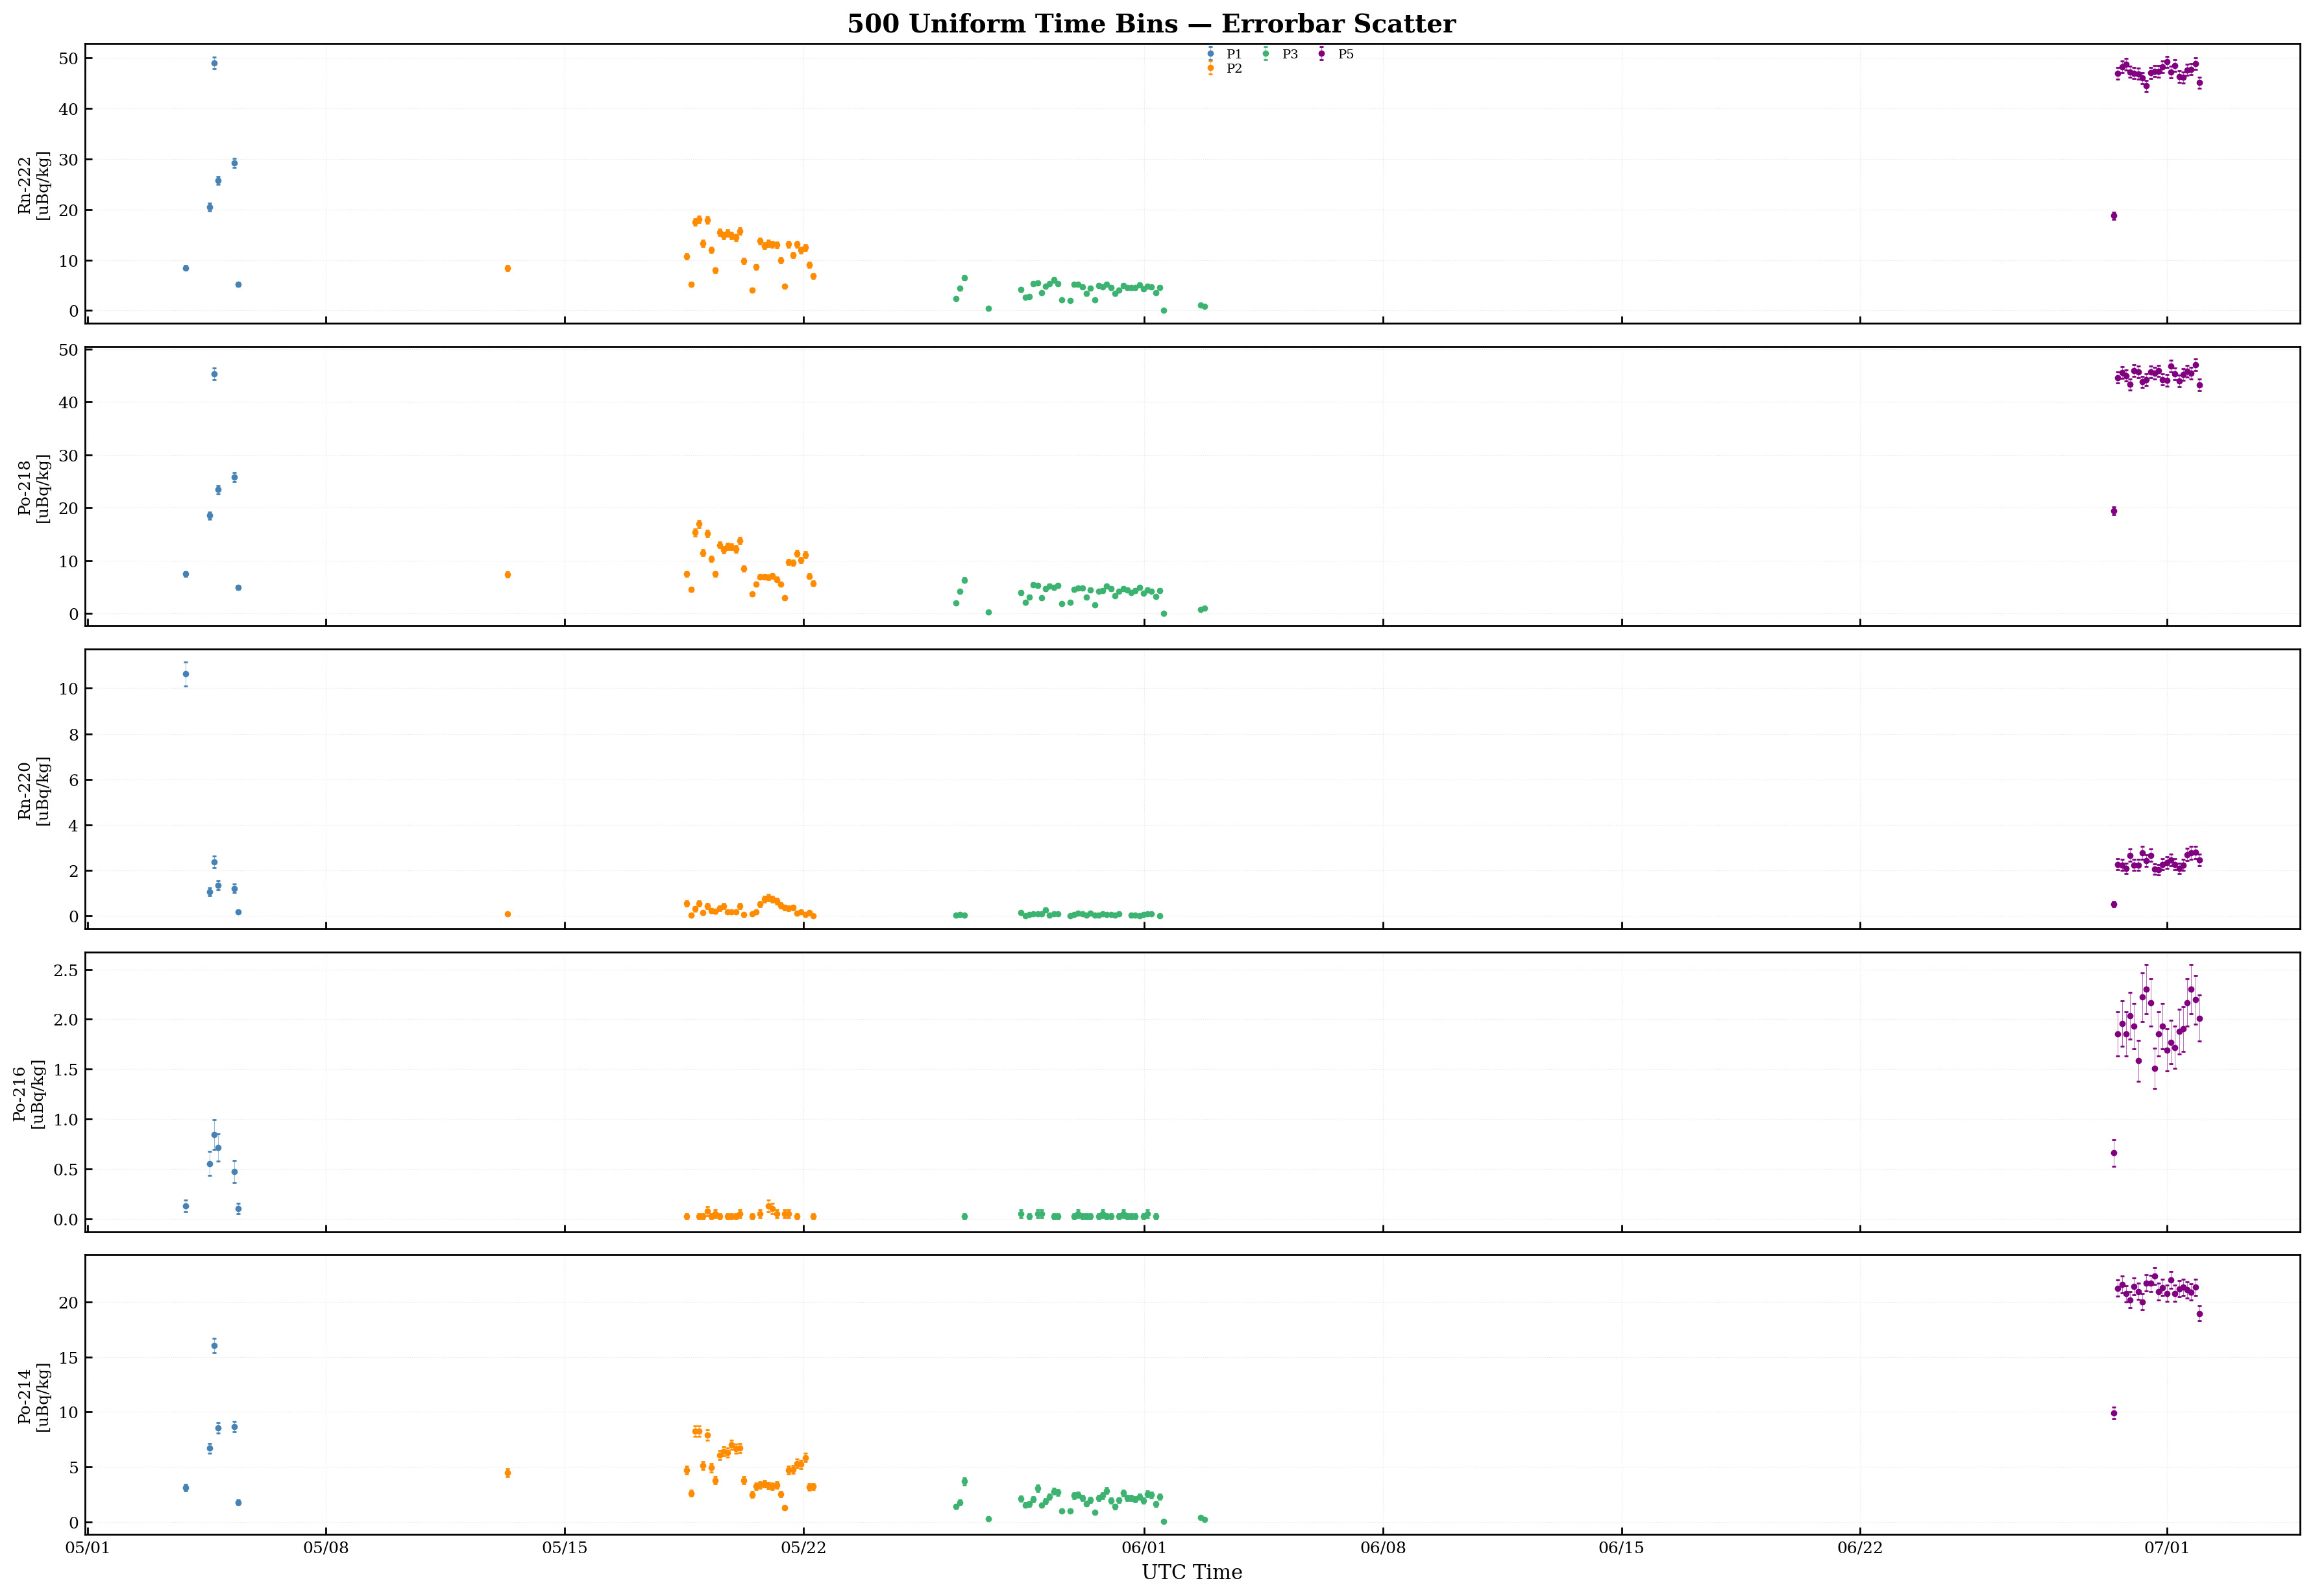 500 Uniform Time Bins — Errorbar Scatter
P1 P3 P5
P2
Rn-222
[uBq/kg]
50
40
30
20
10
0
Po-218
[uBq/kg]
50
40
30
20
10
0
Rn-220
[uBq/kg]
10
8
6
4
2
0
Po-216
[uBq/kg]
2.5
2.0
1.5
1.0
0.5
0.0
Po-214
[uBq/kg]
20
15
10
5
0
05/01 05/08 05/15 05/22 06/01 06/08 06/15 06/22 07/01
UTC Time